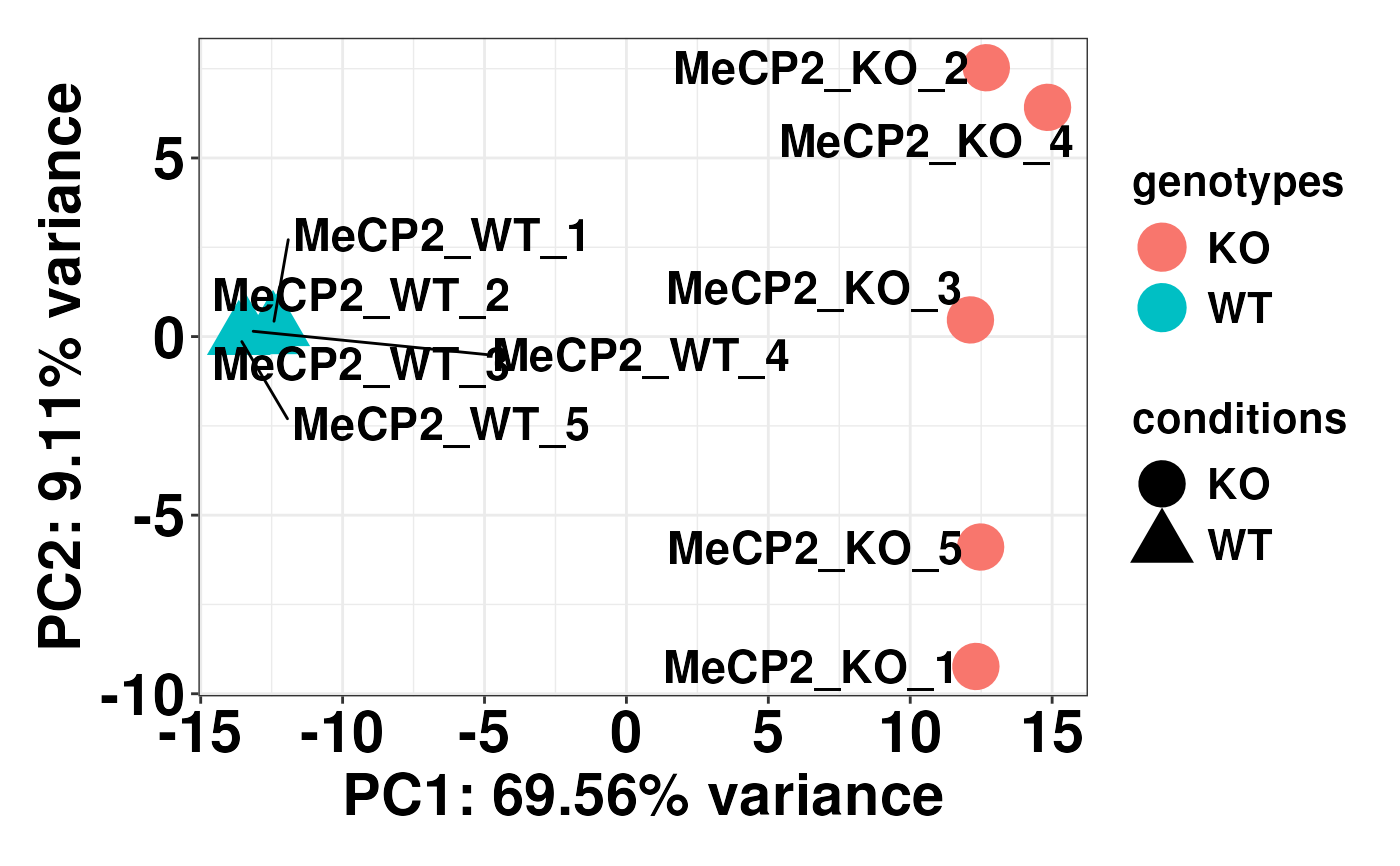 MeCP2_KO_2
MeCP2_KO_4
MeCP2_WT_1
MeCP2_WT_2
MeCP2_KO_3
MeCP2_WT_3
MeCP2_WT_4
MeCP2_WT_5
MeCP2_KO_5
MeCP2_KO_1
5
0
-5
-10
-15
-10
-5
0
5
10
15
PC1: 69.56% variance
PC2: 9.11% variance
genotypes
KO
WT
conditions
KO
WT